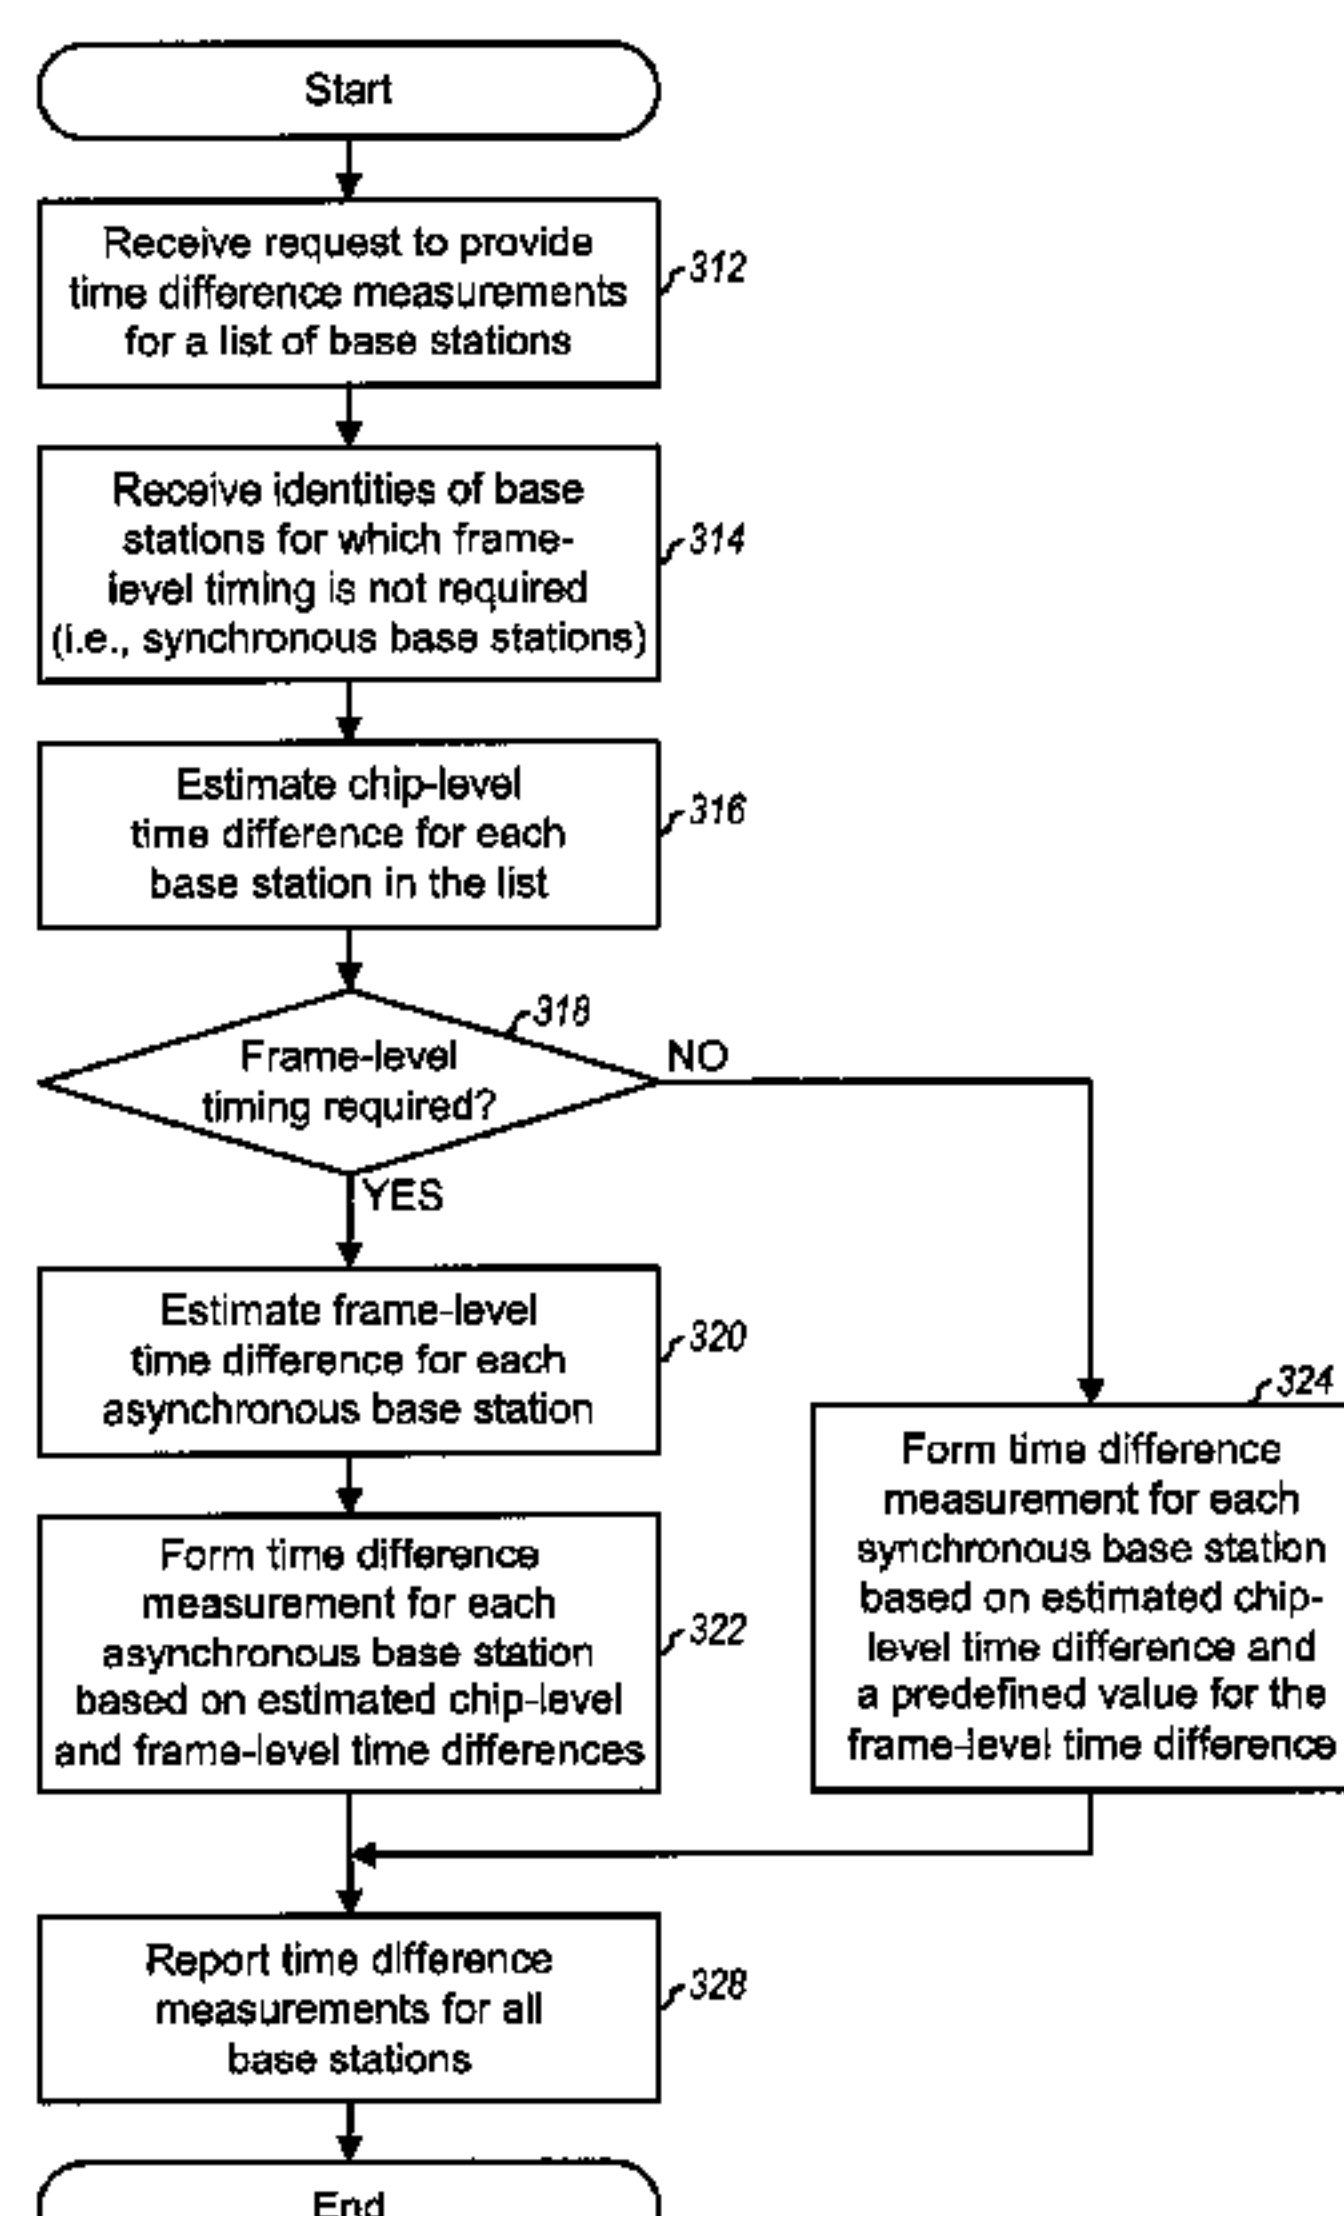 Start
Receive request to provide
time difference measurements
for a list of base stations
312
Receive identities of base
stations for which frame-
level timing is not required
(i.e., synchronous base stations)
314
Estimate chip-level
time difference for each
base station in the list
316
318
Frame-level
timing required?
NO
YES
Estimate frame-level
time difference for each
asynchronous base station
320
324
Form time difference
measurement for each
synchronous base station
based on estimated chip-
level time difference and
a predefined value for the
frame-level time difference
Form time difference
measurement for each
asynchronous base station
based on estimated chip-level
and frame-level time differences
322
Report time difference
measurements for all
base stations
328
End